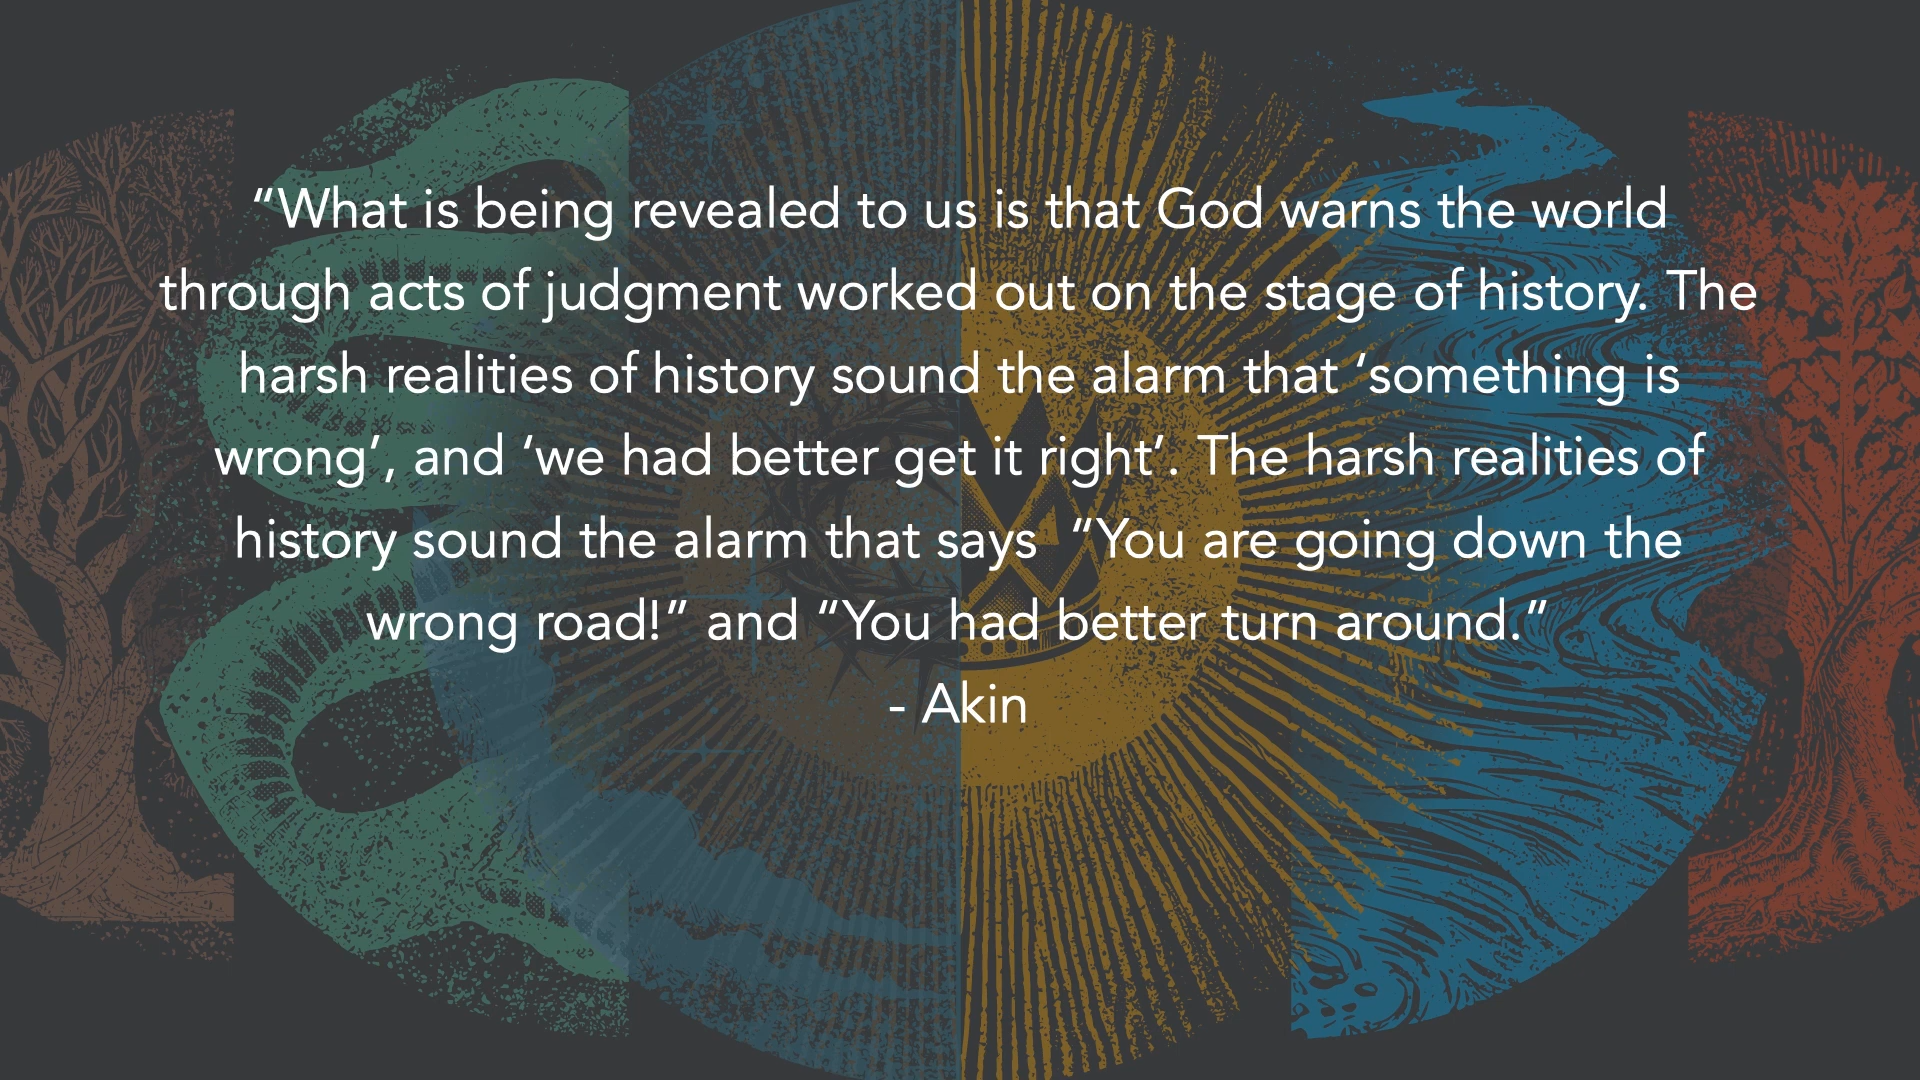 “What is being revealed to us is that God warns the world
through acts of judgment worked out on the stage of history. The
harsh realities of history sound the alarm that ‘something is
wrong’, and ‘we had better get it right’. The harsh realities of
history sound the alarm that says  “You are going down the
wrong road!” and “You had better turn around.”
- Akin